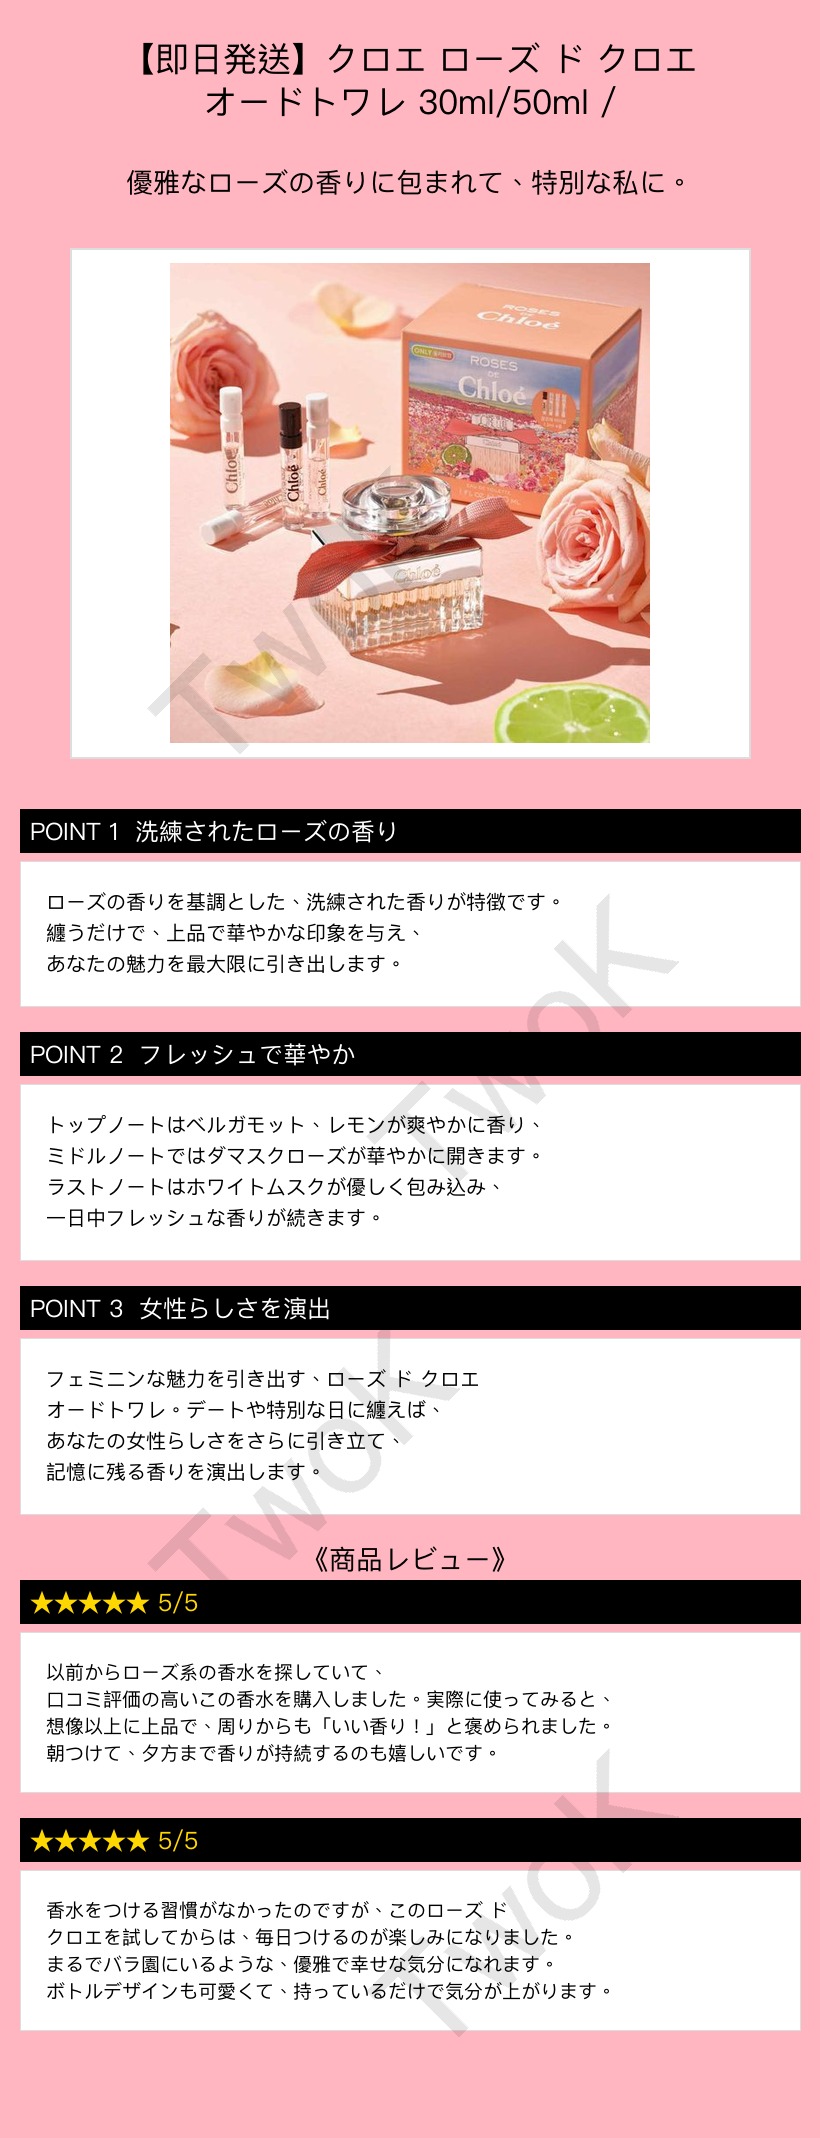 【即日発送】クロエ ローズ ド クロエ
オードトワレ 30ml/50ml /
優雅なローズの香りに包まれて、特別な私に。
ROSES
DE
Chloé
ONLY
ROSES
DE
Chloé
Chloé
Chloé
Chloé
Chloé
TwoK
POINT 1 洗練されたローズの香り
ローズの香りを基調とした、洗練された香りが特徴です。
纏うだけで、上品で華やかな印象を与え、
あなたの魅力を最大限に引き出します。
TwoK
POINT 2 フレッシュで華やか
トップノートはベルガモット、レモンが爽やかに香り、
ミドルノートではダマスクローズが華やかに開きます。
ラストノートはホワイトムスクが優しく包み込み、
一日中フレッシュな香りが続きます。
POINT 3 女性らしさを演出
フェミニンな魅力を引き出す、ローズ ド クロエ
オードトワレ。デートや特別な日に纏えば、
あなたの女性らしさをさらに引き立て、
記憶に残る香りを演出します。
TwoK
《商品レビュー》
★★★★★ 5/5
以前からローズ系の香水を探していて、
口コミ評価の高いこの香水を購入しました。実際に使ってみると、
想像以上に上品で、周りからも「いい香り！」と褒められました。
朝つけて、夕方まで香りが持続するのも嬉しいです。
★★★★★ 5/5
香水をつける習慣がなかったのですが、このローズ ド
クロエを試してからは、毎日つけるのが楽しみになりました。
まるでバラ園にいるような、優雅で幸せな気分になれます。
ボトルデザインも可愛くて、持っているだけで気分が上がります。
TwoK